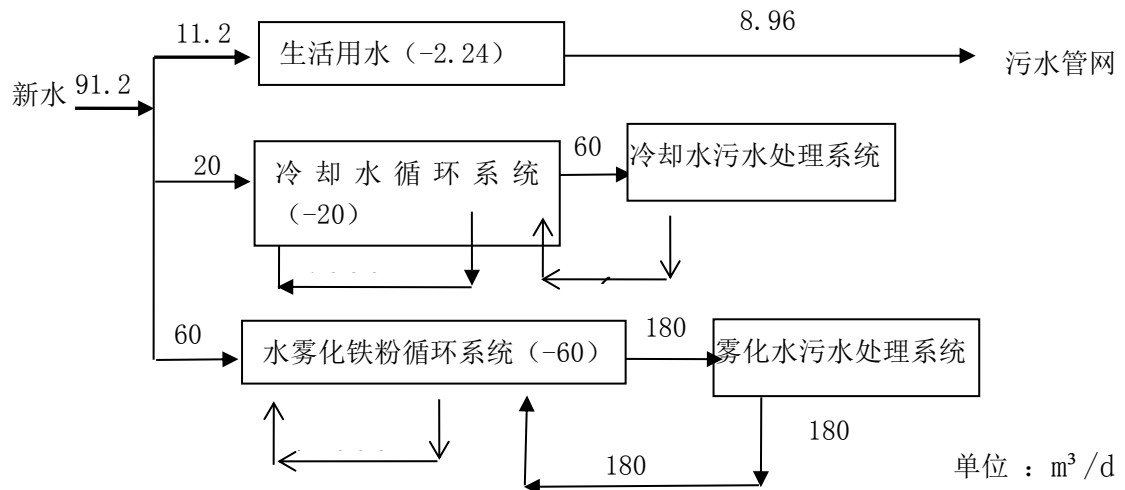 11.2
生活用水（-2.24）
8.96
污水管网
新水
91.2
20
冷却水循环系统
（-20）
60
冷却水污水处理系统
60
水雾化铁粉循环系统（-60）
180
雾化水污水处理系统
180
180
单位：m³/d